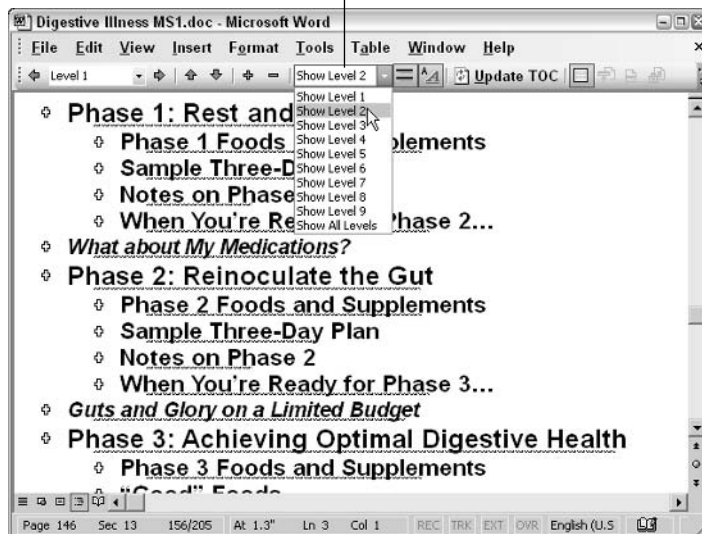 Digestive Illness MS1.doc - Microsoft Word
File Edit View Insert Format Tools Table Window Help
Level 1 Show Level 2 Update TOC
Show Level 1
Show Level 2
Show Level 3
Show Level 4
Show Level 5
Show Level 6
Show Level 7
Show Level 8
Show Level 9
Show All Levels
Phase 1: Rest and
Phase 1 Foods lements
Sample Three-D
Notes on Phase
When You're Re Phase 2...
What about My Medications?
Phase 2: Reinoculate the Gut
Phase 2 Foods and Supplements
Sample Three-Day Plan
Notes on Phase 2
When You're Ready for Phase 3...
Guts and Glory on a Limited Budget
Phase 3: Achieving Optimal Digestive Health
Phase 3 Foods and Supplements
"Good" Foods
Page 146 Sec 13 156/205 At 1.3" Ln 3 Col 1 REC TRK EXT OVR English (U.S